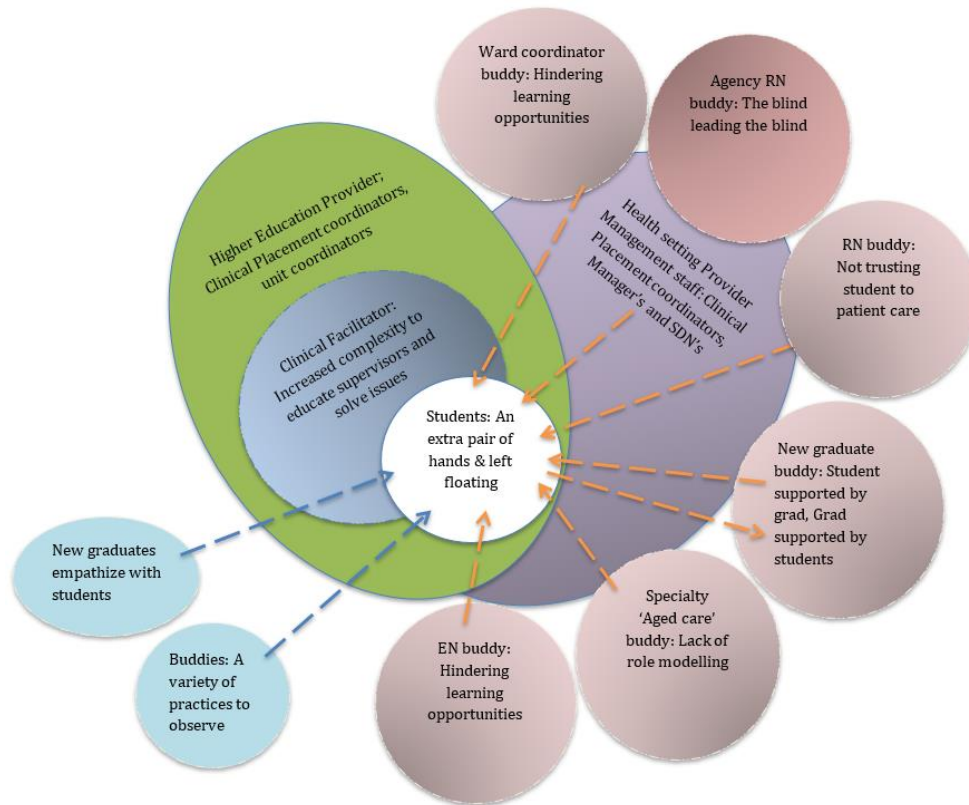 Ward coordinator
buddy: Hindering
learning
opportunities
Agency RN
buddy: The blind
leading the blind
Higher Education Provider;
Clinical Placement coordinators,
unit coordinators
Health setting Provider
Management staff: Clinical
Placement coordinators,
Manager's and SDN's
RN buddy:
Not trusting
student to
patient care
Clinical Facilitator:
Increased complexity to
educate supervisors and
solve issues
Students: An
extra pair of
hands & left
floating
New graduate
buddy: Student
supported by
grad, Grad
supported by
students
New graduates
empathize with
students
Specialty
‘Aged care’
buddy: Lack of
role modelling
Buddies: A
variety of
practices to
observe
EN buddy:
Hindering
learning
opportunities